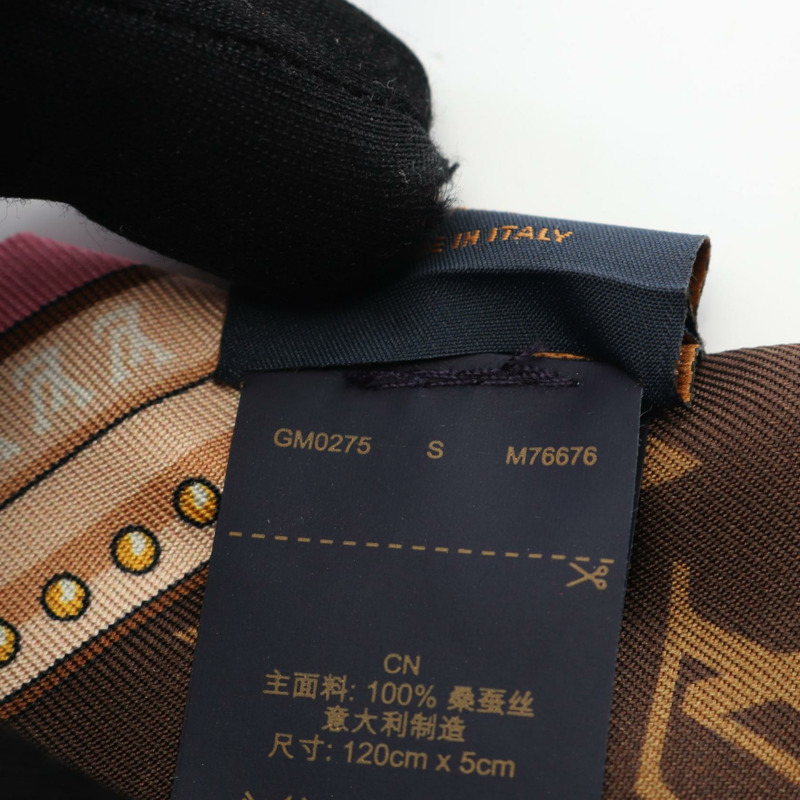 IN ITALY
GM0275 S M76676
CN
主面料: 100% 桑蚕丝
意大利制造
尺寸: 120cm x 5cm